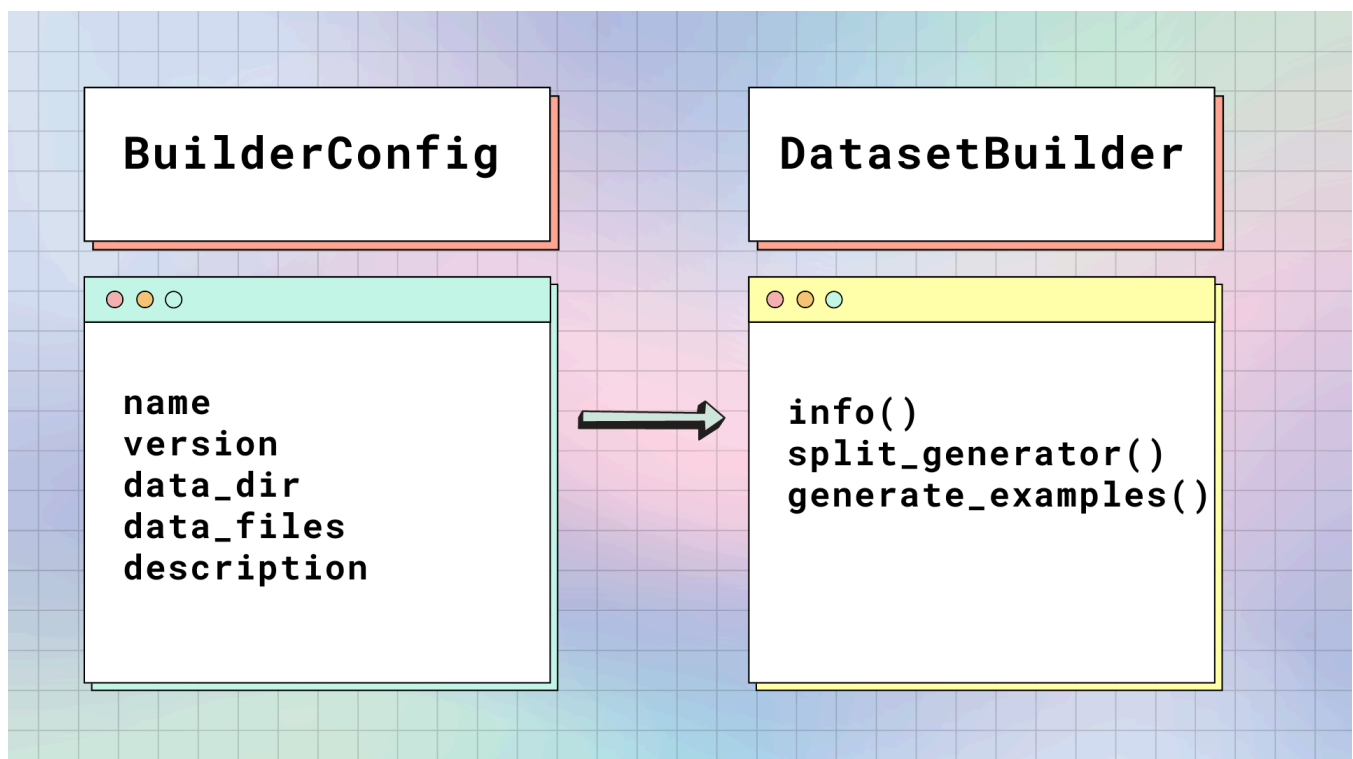 BuilderConfig
name
version
data_dir
data_files
description
DatasetBuilder
info()
split_generator()
generate_examples()